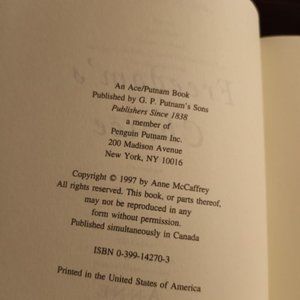 An Ace/Putnam Book
Published by G. P. Putnam's Sons
Publishers Since 1838
a member of
Penguin Putnam Inc.
200 Madison Avenue
New York, NY 10016
Copyright © 1997 by Anne McCaffrey
All rights reserved. This book, or parts thereof,
may not be reproduced in any
form without permission.
Published simultaneously in Canada
ISBN 0-399-14270-3
Printed in the United States of America